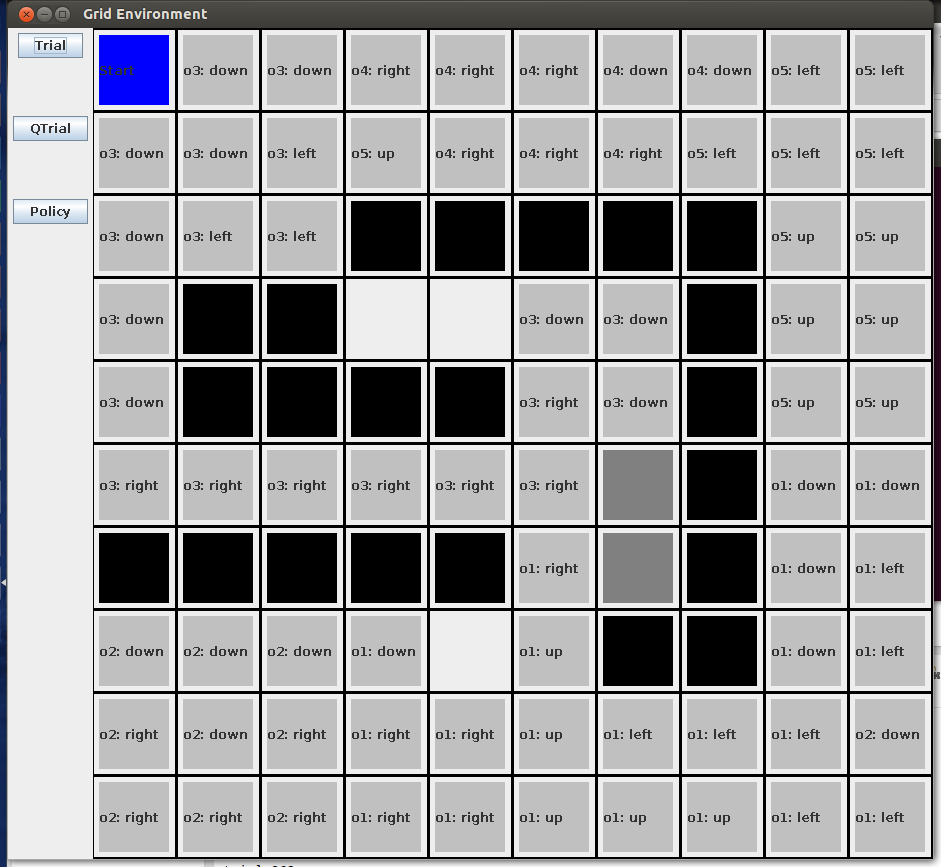 Grid Environment
Trial
Start o3: down o3: down o4: right o4: right o4: right o4: down o4: down o5: left o5: left
QTrial
o3: down o3: down o3: left o5: up o4: right o4: right o4: right o5: left o5: left o5: left
Policy
o3: down o3: left o3: left o5: up o5: up
o3: down o3: down o3: down o5: up o5: up
o3: down o3: right o3: down o5: up o5: up
o3: right o3: right o3: right o3: right o3: right o3: right o1: down o1: down
o1: right o1: down o1: left
o2: down o2: down o2: down o1: down o1: up o1: down o1: left
o2: right o2: down o2: right o1: right o1: right o1: up o1: left o1: left o1: left o2: down
o2: right o2: right o2: right o1: right o1: right o1: up o1: up o1: up o1: left o1: left